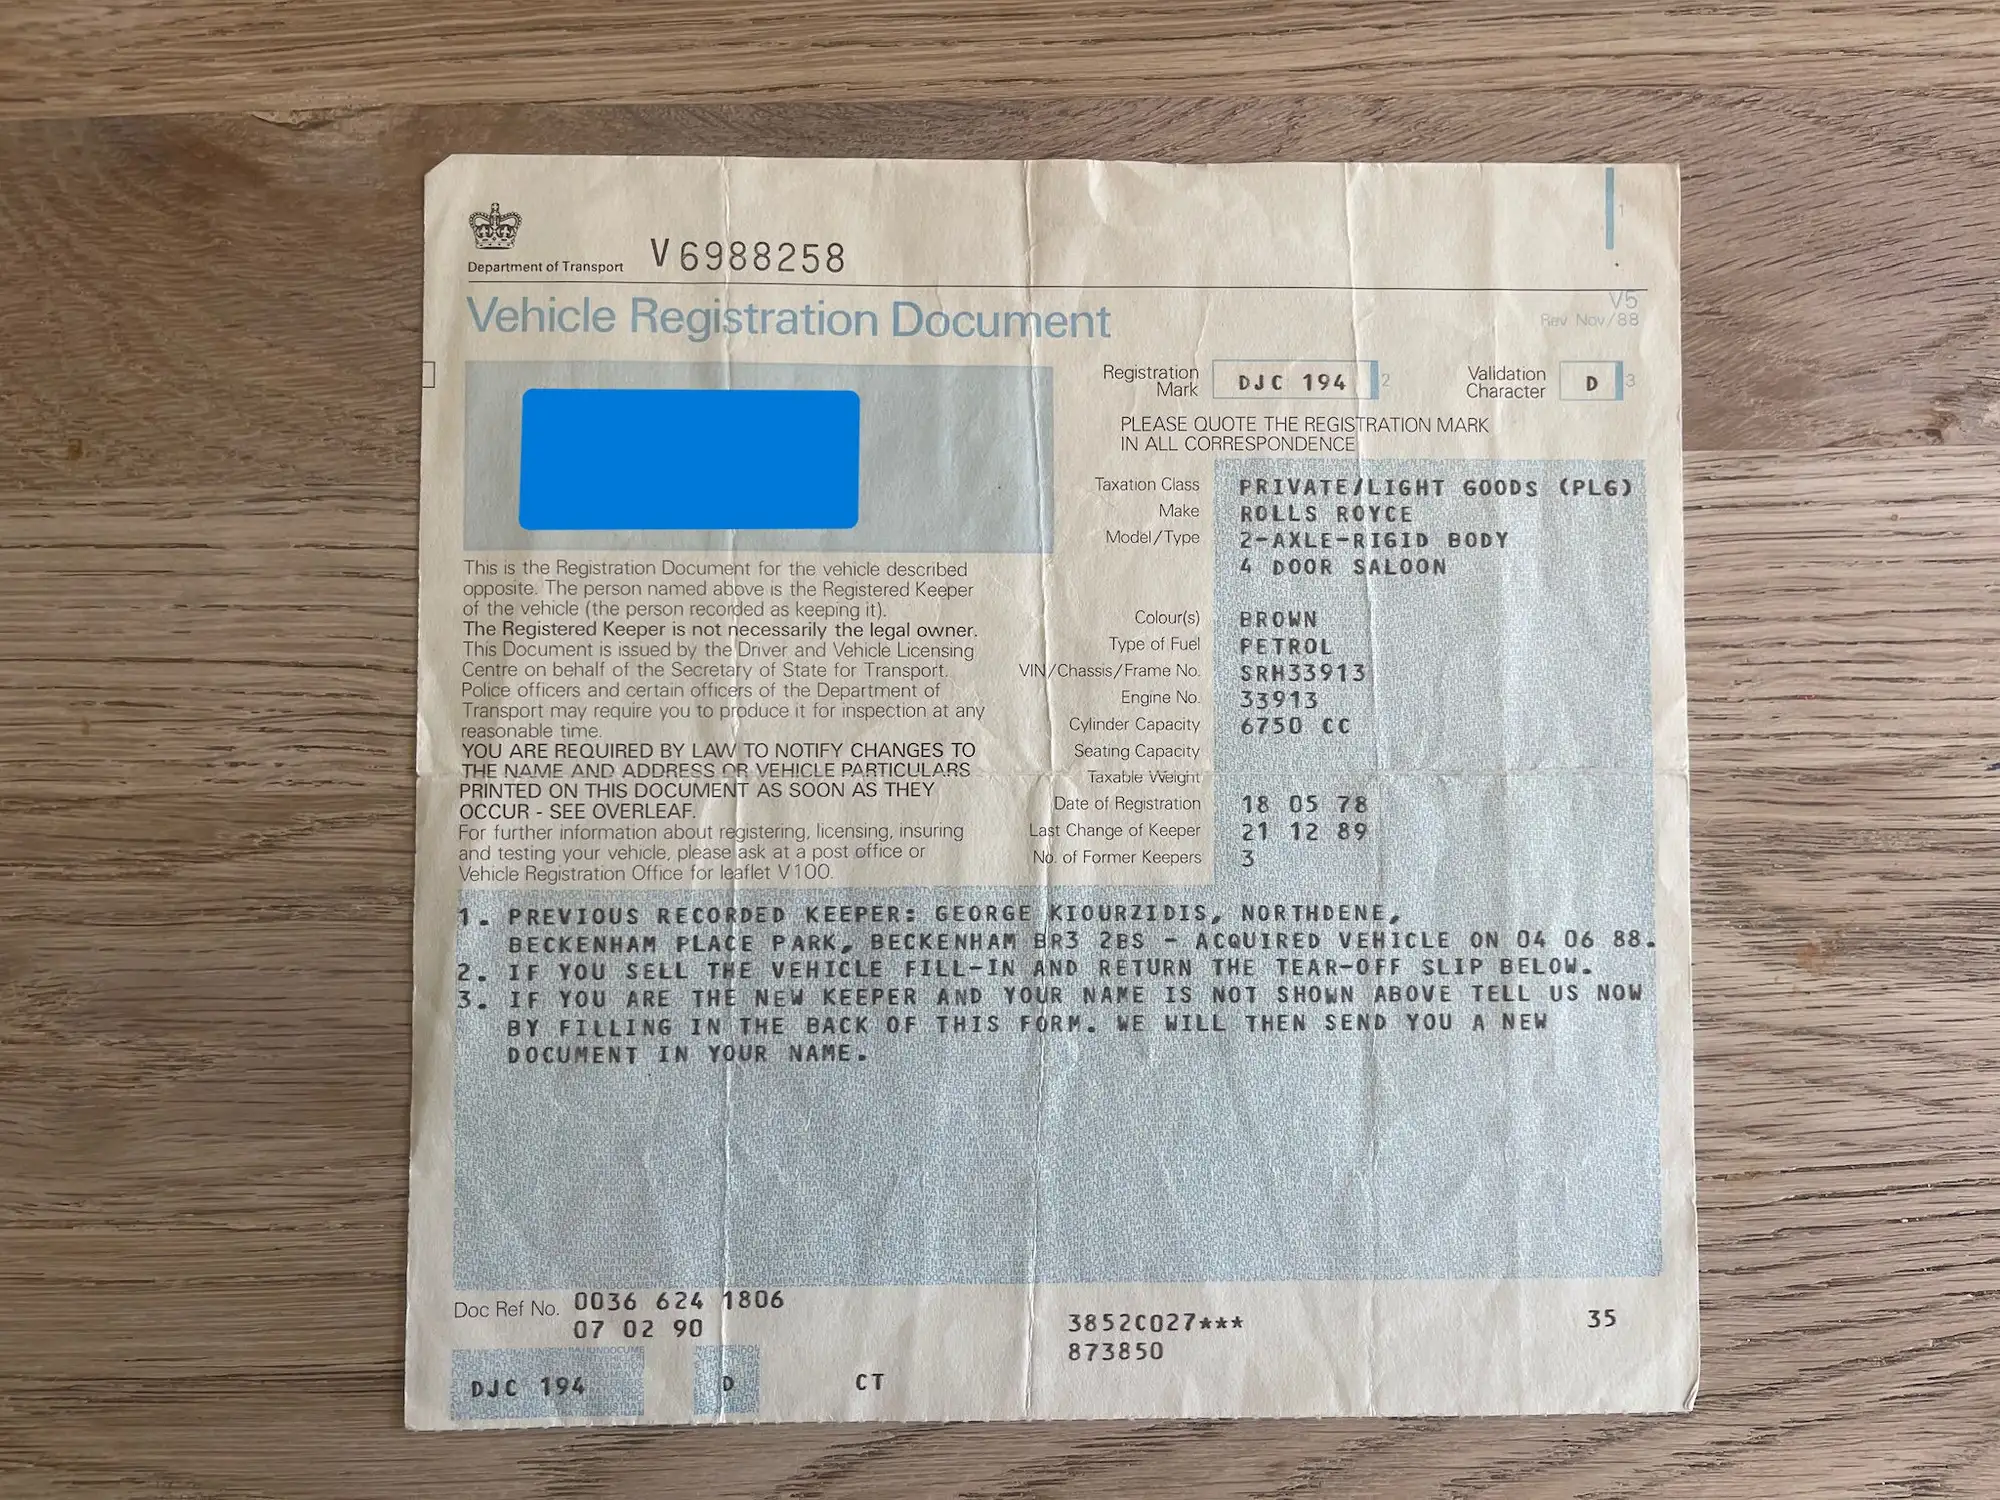 Department of Transport V6988258
1
Vehicle Registration Document
V5
Rev Nov/88
Registration Mark DJC 194 2
Validation Character D 3
PLEASE QUOTE THE REGISTRATION MARK
IN ALL CORRESPONDENCE
Taxation Class PRIVATE/LIGHT GOODS (PLG)
Make ROLLS ROYCE
Model/Type 2-AXLE-RIGID BODY
4 DOOR SALOON
Colour(s) BROWN
Type of Fuel PETROL
VIN/Chassis/Frame No. SRH33913
Engine No. 33913
Cylinder Capacity 6750 CC
Seating Capacity
Taxable Weight
Date of Registration 18 05 78
Last Change of Keeper 21 12 89
No. of Former Keepers 3
This is the Registration Document for the vehicle described
opposite. The person named above is the Registered Keeper
of the vehicle (the person recorded as keeping it).
The Registered Keeper is not necessarily the legal owner.
This Document is issued by the Driver and Vehicle Licensing
Centre on behalf of the Secretary of State for Transport.
Police officers and certain officers of the Department of
Transport may require you to produce it for inspection at any
reasonable time.
YOU ARE REQUIRED BY LAW TO NOTIFY CHANGES TO
THE NAME AND ADDRESS OR VEHICLE PARTICULARS
PRINTED ON THIS DOCUMENT AS SOON AS THEY
OCCUR - SEE OVERLEAF.
For further information about registering, licensing, insuring
and testing your vehicle, please ask at a post office or
Vehicle Registration Office for leaflet V100.
1. PREVIOUS RECORDED KEEPER: GEORGE KIOURZIDIS, NORTHDENE,
BECKENHAM PLACE PARK, BECKENHAM BR3 2BS - ACQUIRED VEHICLE ON 04 06 88.
2. IF YOU SELL THE VEHICLE FILL-IN AND RETURN THE TEAR-OFF SLIP BELOW.
3. IF YOU ARE THE NEW KEEPER AND YOUR NAME IS NOT SHOWN ABOVE TELL US NOW
BY FILLING IN THE BACK OF THIS FORM. WE WILL THEN SEND YOU A NEW
DOCUMENT IN YOUR NAME.
Doc Ref No. 0036 624 1806
07 02 90
3852C027***
873850
35
DJC 194 D CT